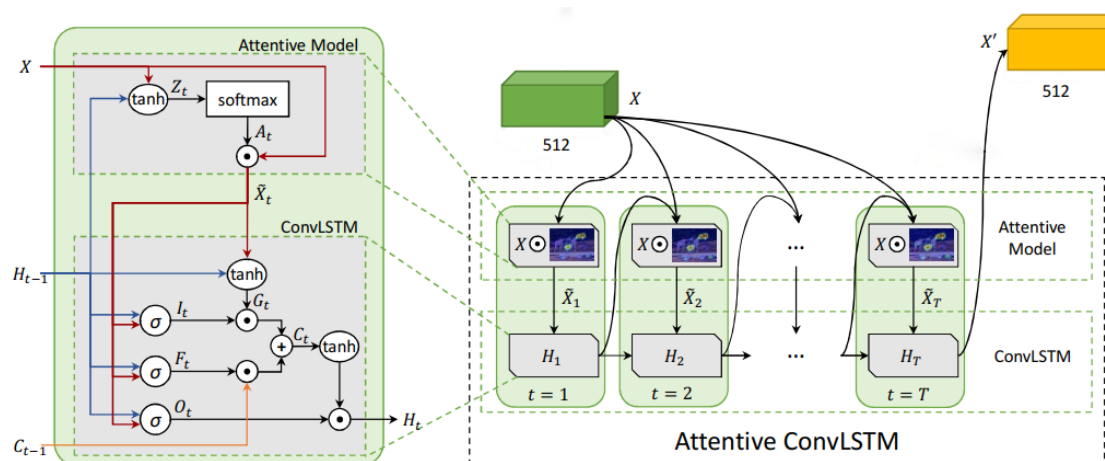 Attentive Model
X
tanh
Z_t
softmax
A_t
X̃_t
ConvLSTM
H_{t-1}
tanh
G_t
σ
I_t
+
C_t
tanh
σ
F_t
σ
O_t
H_t
C_{t-1}
X
512
X′
512
X
X
...
X
Attentive
Model
X̃_1
X̃_2
X̃_T
H_1
H_2
...
H_T
ConvLSTM
t = 1
t = 2
t = T
Attentive ConvLSTM